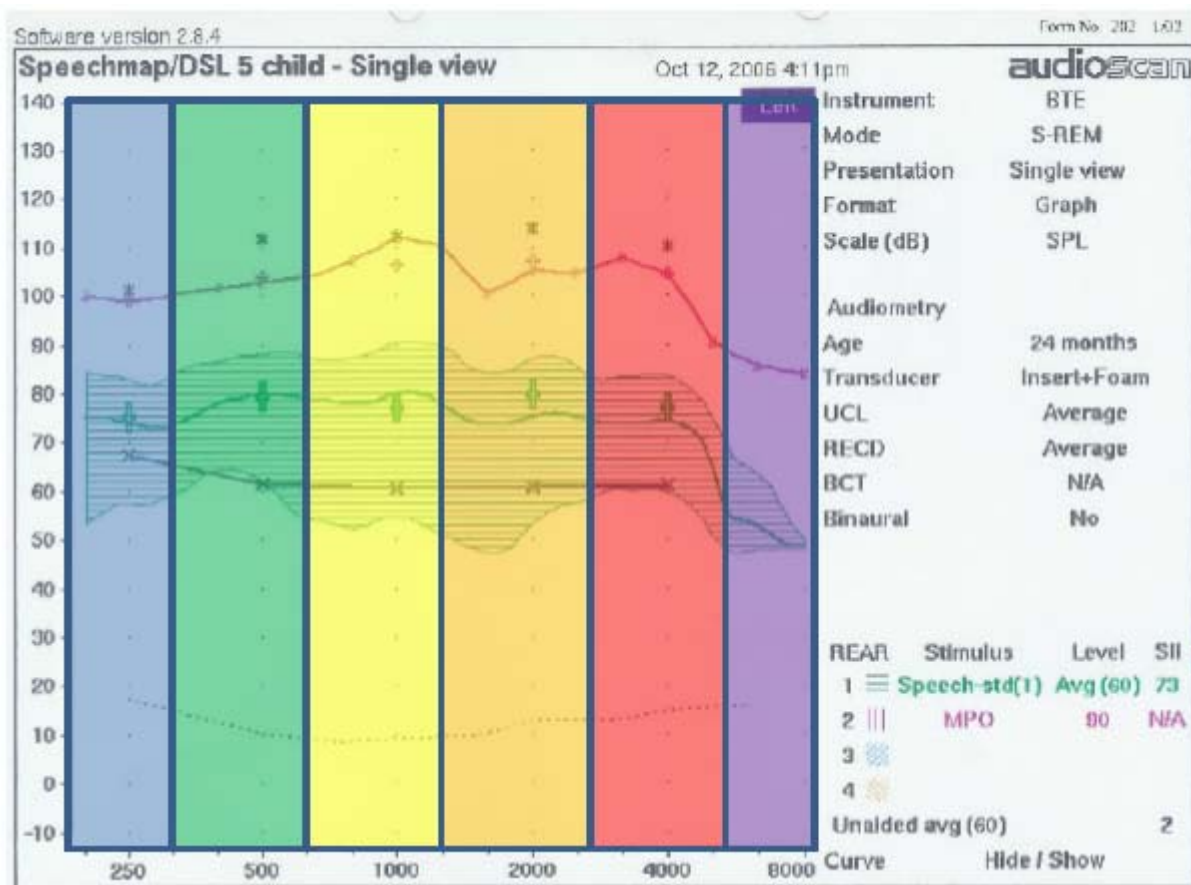 Software version 2.8.4
Form No 202 1/02
Speechmap/DSL 5 child - Single view
Oct 12, 2006 4:11pm
audioscan
140
130
120
110
100
90
80
70
60
50
40
30
20
10
0
-10
250 500 1000 2000 4000 8000
Left
Instrument BTE
Mode S-REM
Presentation Single view
Format Graph
Scale (dB) SPL
Audiometry
Age 24 months
Transducer Insert+Foam
UCL Average
RECD Average
BCT N/A
Binaural No
REAR Stimulus Level SII
1 Speech-std(1) Avg (60) 73
2 MPO 90 N/A
3
4
Unaided avg (60) 2
Curve Hide / Show